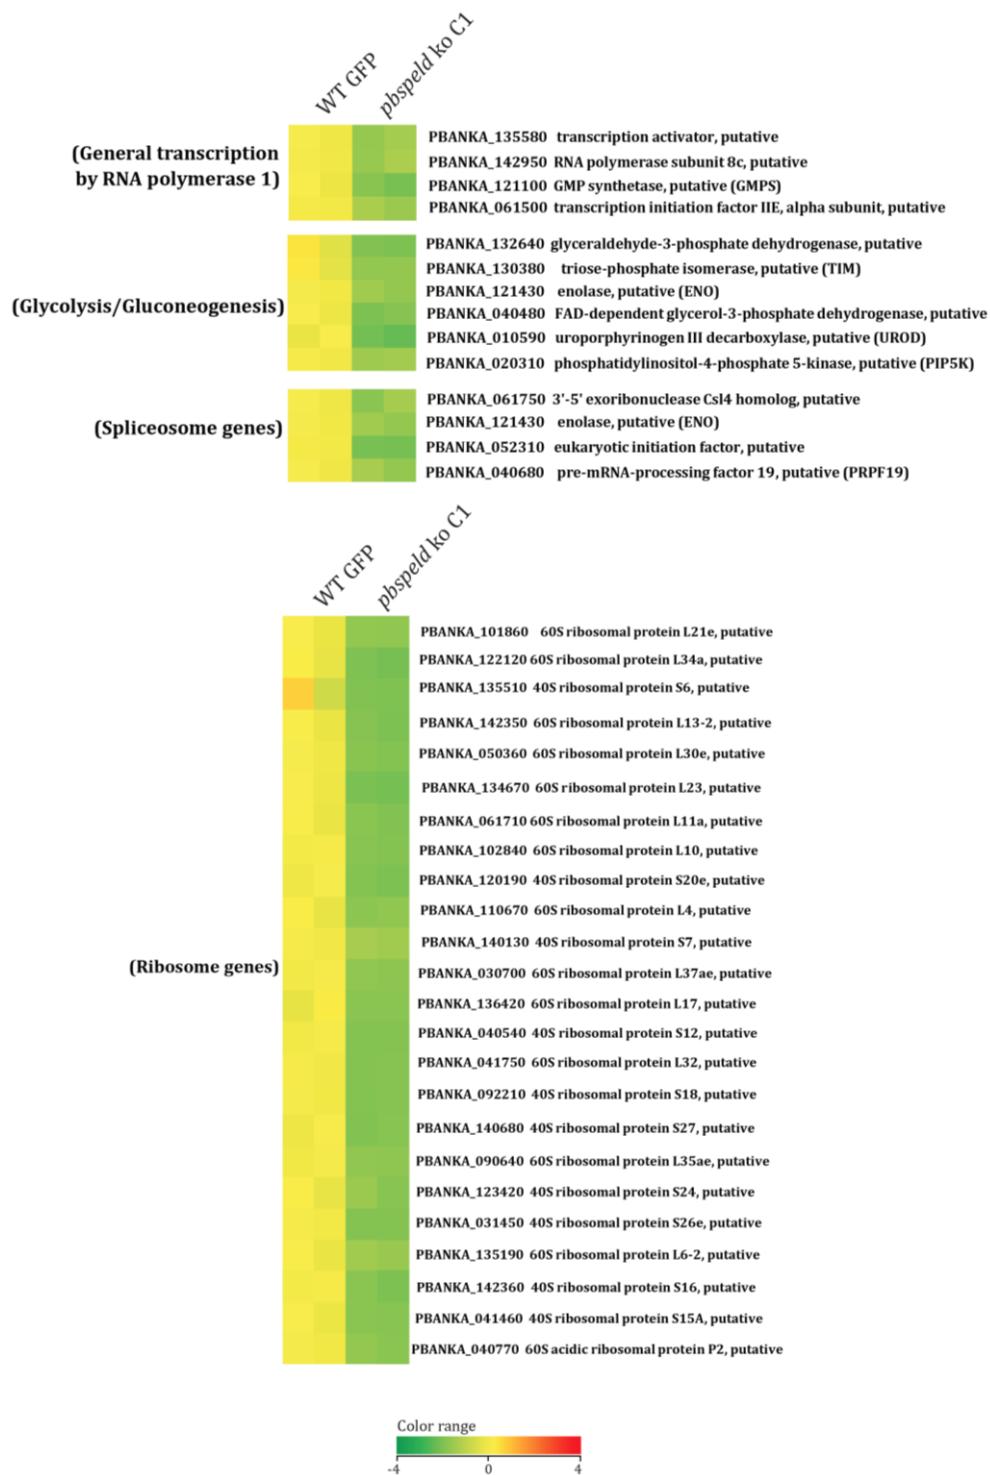 WT GFP
pbspeld ko C1
(General transcription
by RNA polymerase 1)
PBANKA_135580 transcription activator, putative
PBANKA_142950 RNA polymerase subunit 8c, putative
PBANKA_121100 GMP synthetase, putative (GMPS)
PBANKA_061500 transcription initiation factor IIE, alpha subunit, putative
(Glycolysis/Gluconeogenesis)
PBANKA_132640 glyceraldehyde-3-phosphate dehydrogenase, putative
PBANKA_130380 triose-phosphate isomerase, putative (TIM)
PBANKA_121430 enolase, putative (ENO)
PBANKA_040480 FAD-dependent glycerol-3-phosphate dehydrogenase, putative
PBANKA_010590 uroporphyrinogen III decarboxylase, putative (UROD)
PBANKA_020310 phosphatidylinositol-4-phosphate 5-kinase, putative (PIP5K)
(Spliceosome genes)
PBANKA_061750 3'-5' exoribonuclease Csl4 homolog, putative
PBANKA_121430 enolase, putative (ENO)
PBANKA_052310 eukaryotic initiation factor, putative
PBANKA_040680 pre-mRNA-processing factor 19, putative (PRPF19)
WT GFP
pbspeld ko C1
(Ribosome genes)
PBANKA_101860 60S ribosomal protein L21e, putative
PBANKA_122120 60S ribosomal protein L34a, putative
PBANKA_135510 40S ribosomal protein S6, putative
PBANKA_142350 60S ribosomal protein L13-2, putative
PBANKA_050360 60S ribosomal protein L30e, putative
PBANKA_134670 60S ribosomal protein L23, putative
PBANKA_061710 60S ribosomal protein L11a, putative
PBANKA_102840 60S ribosomal protein L10, putative
PBANKA_120190 40S ribosomal protein S20e, putative
PBANKA_110670 60S ribosomal protein L4, putative
PBANKA_140130 40S ribosomal protein S7, putative
PBANKA_030700 60S ribosomal protein L37ae, putative
PBANKA_136420 60S ribosomal protein L17, putative
PBANKA_040540 40S ribosomal protein S12, putative
PBANKA_041750 60S ribosomal protein L32, putative
PBANKA_092210 40S ribosomal protein S18, putative
PBANKA_140680 40S ribosomal protein S27, putative
PBANKA_090640 60S ribosomal protein L35ae, putative
PBANKA_123420 40S ribosomal protein S24, putative
PBANKA_031450 40S ribosomal protein S26e, putative
PBANKA_135190 60S ribosomal protein L6-2, putative
PBANKA_142360 40S ribosomal protein S16, putative
PBANKA_041460 40S ribosomal protein S15A, putative
PBANKA_040770 60S acidic ribosomal protein P2, putative
Color range
-4 0 4